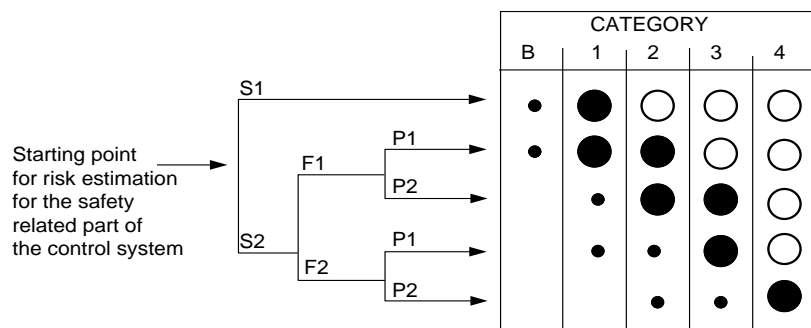 CATEGORY
B 1 2 3 4
S1
P1
F1
P2
Starting point
for risk estimation
for the safety
related part of
the control system
S2
P1
F2
P2